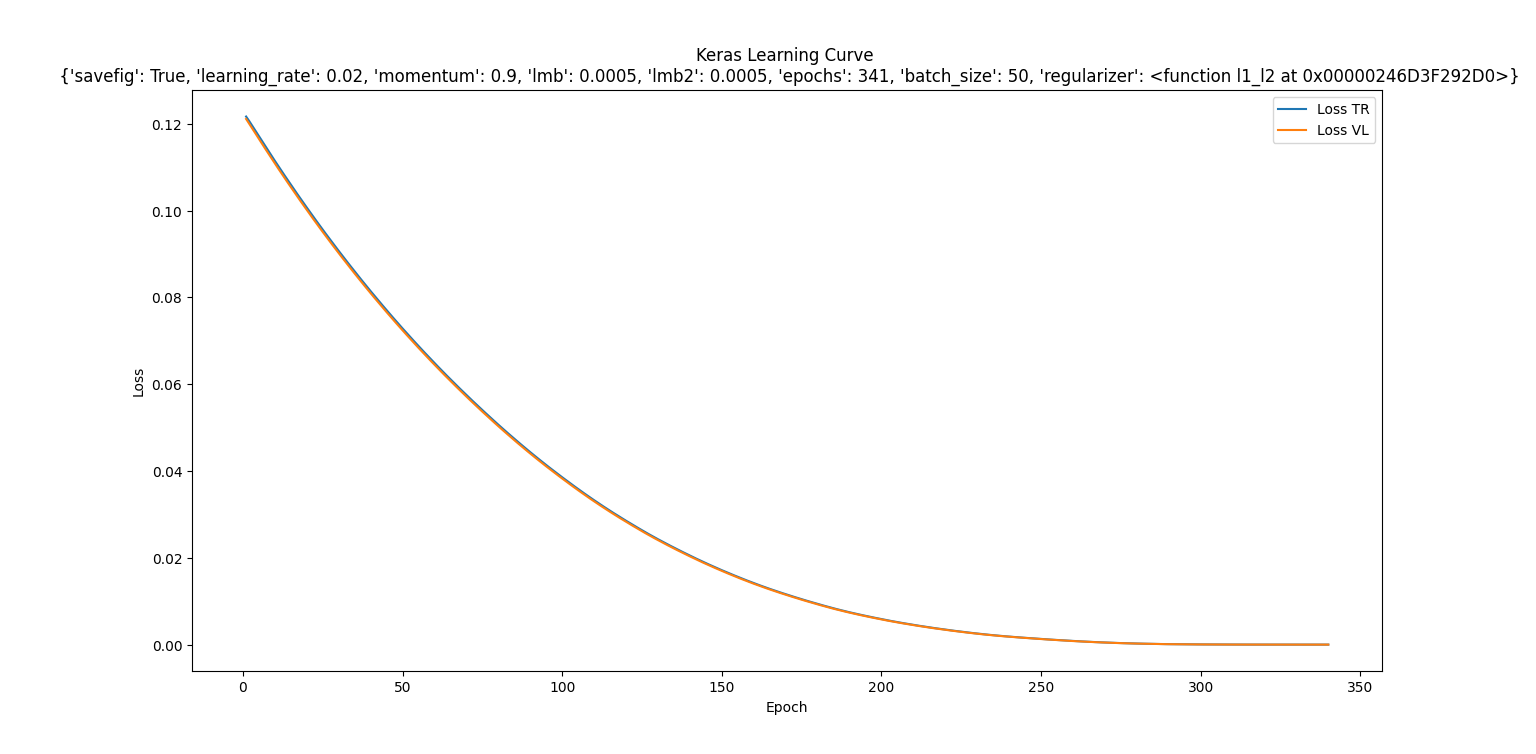 Keras Learning Curve
{'savefig': True, 'learning_rate': 0.02, 'momentum': 0.9, 'lmb': 0.0005, 'lmb2': 0.0005, 'epochs': 341, 'batch_size': 50, 'regularizer': <function l1_l2 at 0x00000246D3F292D0>}
Loss TR
Loss VL
0.12
0.10
0.08
0.06
0.04
0.02
0.00
Loss
0
50
100
150
200
250
300
350
Epoch